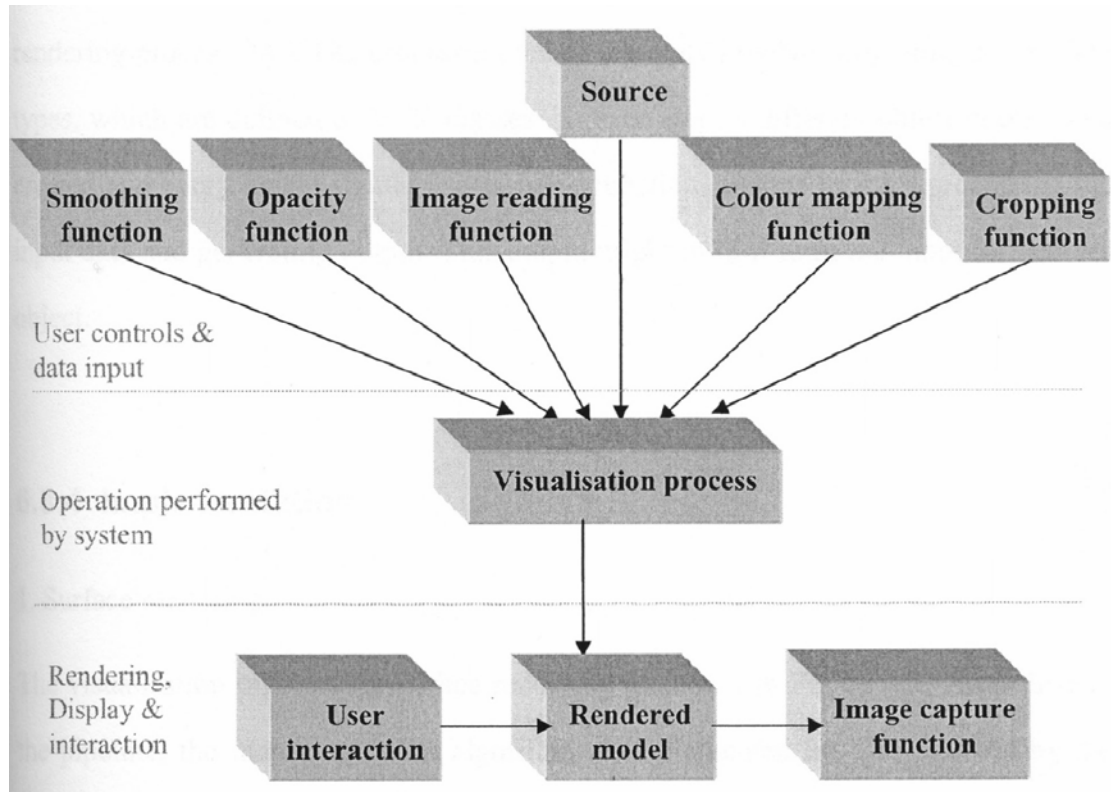 Source
Smoothing
function
Opacity
function
Image reading
function
Colour mapping
function
Cropping
function
User controls &
data input
Visualisation process
Operation performed
by system
Rendering,
Display &
interaction
User
interaction
Rendered
model
Image capture
function